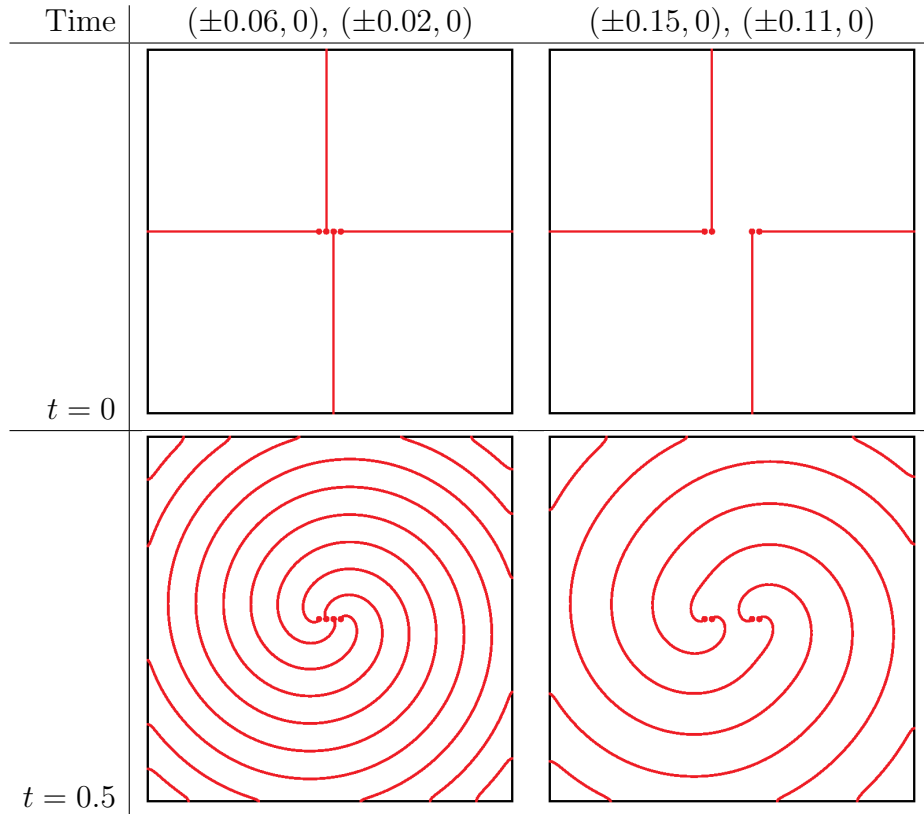 Time (±0.06, 0), (±0.02, 0) (±0.15, 0), (±0.11, 0)
t = 0
t = 0.5